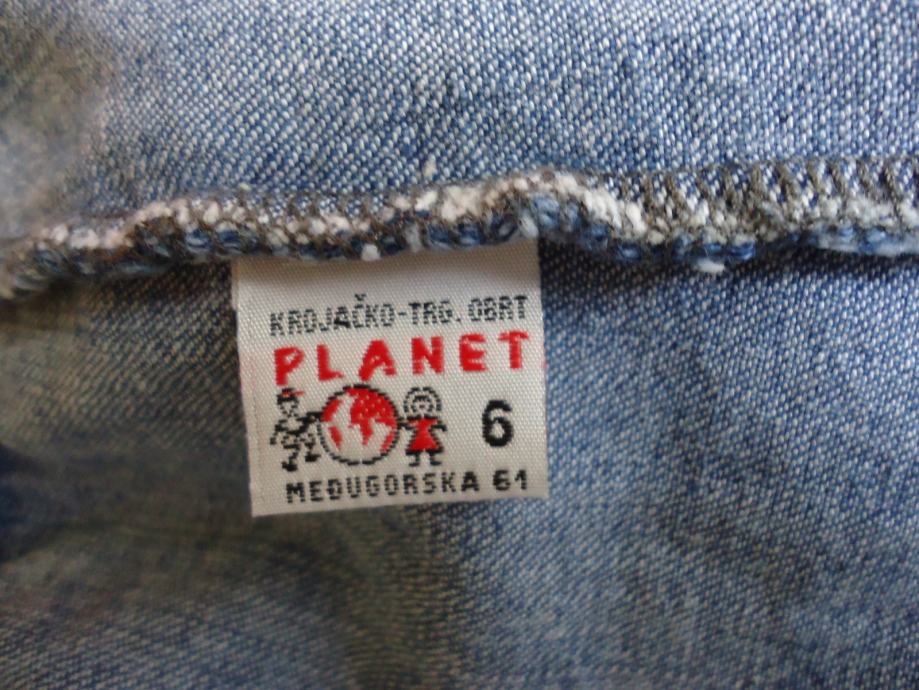 KROJAČKO-TRG. OBRT
PLANET
6
MEĐUGORSKA 61